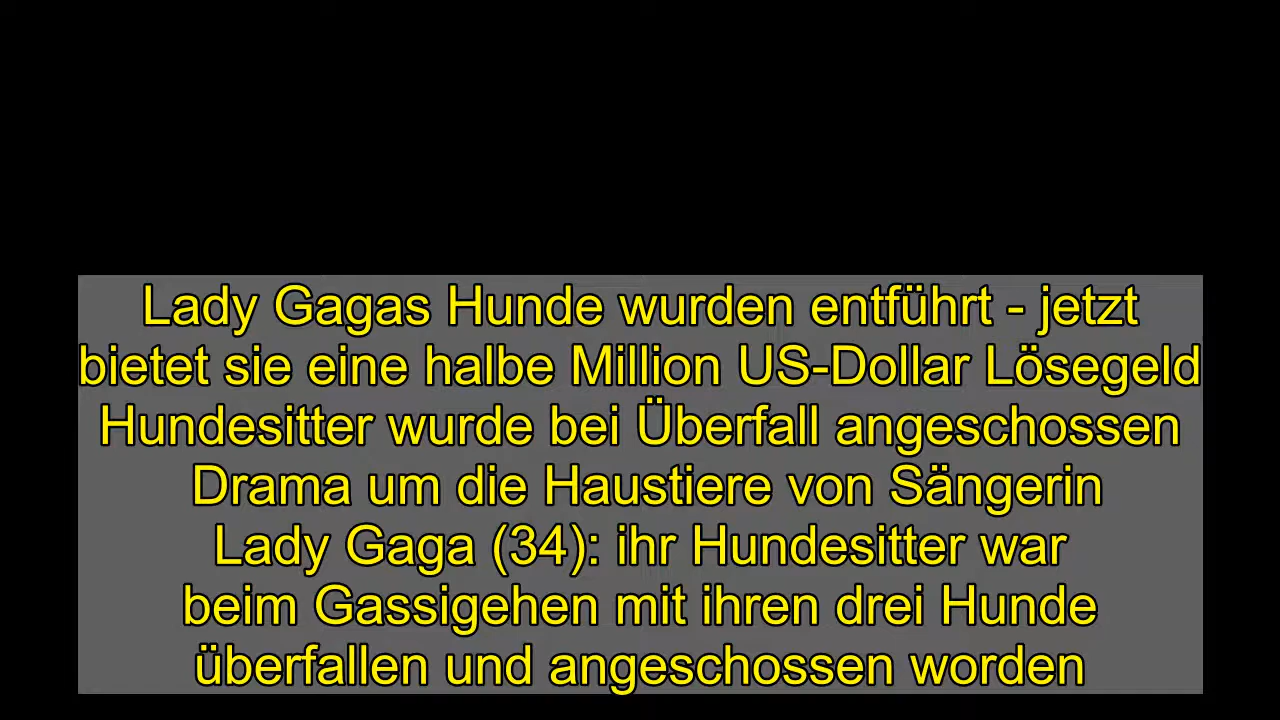 Lady Gagas Hunde wurden entführt - jetzt
bietet sie eine halbe Million US-Dollar Lösegeld
Hundesitter wurde bei Überfall angeschossen
Drama um die Haustiere von Sängerin
Lady Gaga (34): ihr Hundesitter war
beim Gassigehen mit ihren drei Hunde
überfallen und angeschossen worden